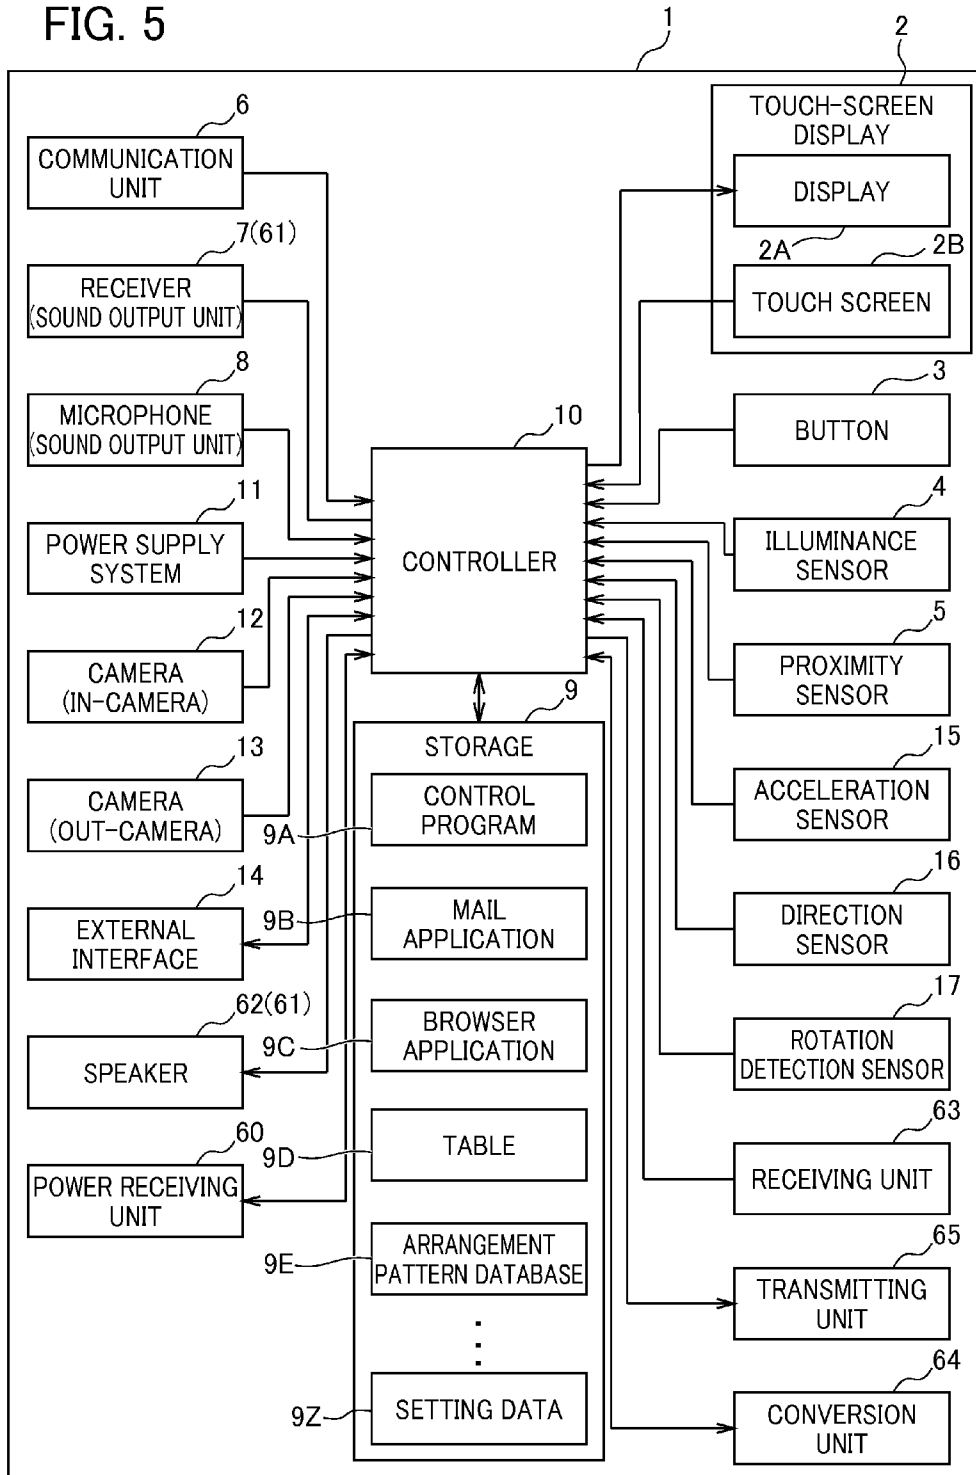 FIG. 5
1
2
TOUCH-SCREEN
DISPLAY
DISPLAY
2A
2B
TOUCH SCREEN
6
COMMUNICATION
UNIT
7(61)
RECEIVER
(SOUND OUTPUT UNIT)
8
MICROPHONE
(SOUND OUTPUT UNIT)
11
POWER SUPPLY
SYSTEM
12
CAMERA
(IN-CAMERA)
13
CAMERA
(OUT-CAMERA)
14
EXTERNAL
INTERFACE
62(61)
SPEAKER
60
POWER RECEIVING
UNIT
10
CONTROLLER
9
STORAGE
CONTROL
PROGRAM
9A
MAIL
APPLICATION
9B
BROWSER
APPLICATION
9C
TABLE
9D
ARRANGEMENT
PATTERN DATABASE
9E
SETTING DATA
9Z
3
BUTTON
4
ILLUMINANCE
SENSOR
5
PROXIMITY
SENSOR
15
ACCELERATION
SENSOR
16
DIRECTION
SENSOR
17
ROTATION
DETECTION SENSOR
63
RECEIVING UNIT
65
TRANSMITTING
UNIT
64
CONVERSION
UNIT